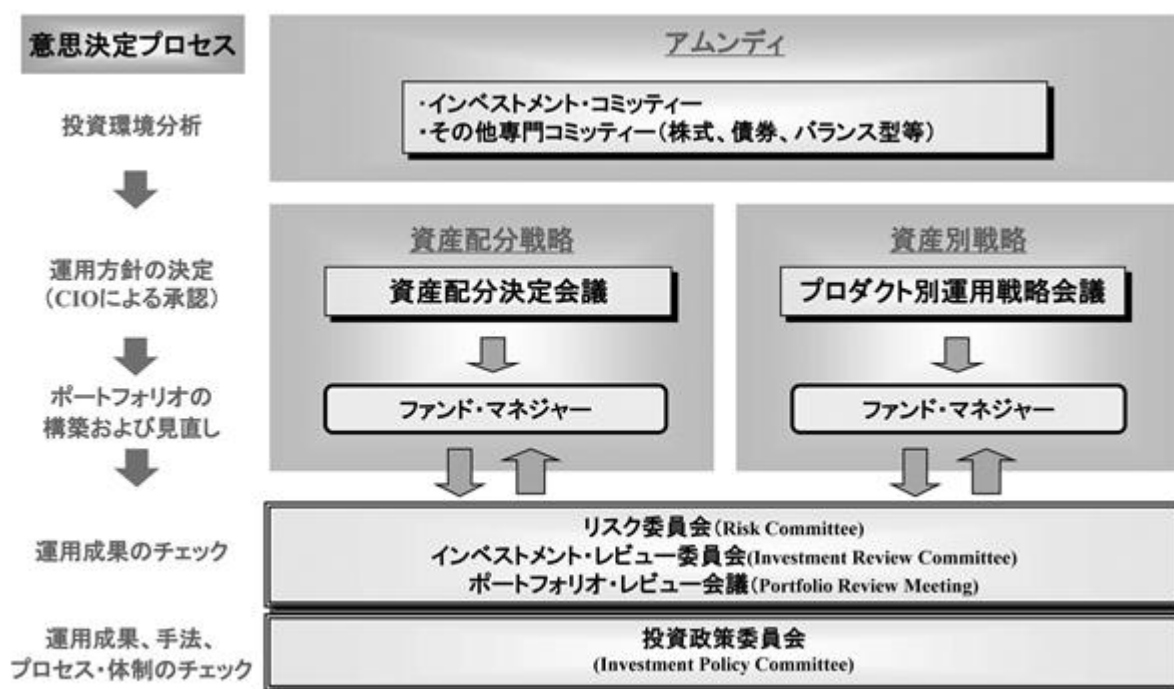 意思決定プロセス
アムンディ
・インベストメント・コミッティー
・その他専門コミッティー(株式、債券、バランス型等)
投資環境分析
資産配分戦略
資産別戦略
運用方針の決定
(CIOによる承認)
資産配分決定会議
プロダクト別運用戦略会議
ポートフォリオの
構築および見直し
ファンド・マネジャー
ファンド・マネジャー
運用成果のチェック
リスク委員会(Risk Committee)
インベストメント・レビュー委員会(Investment Review Committee)
ポートフォリオ・レビュー会議(Portfolio Review Meeting)
運用成果、手法、
プロセス・体制のチェック
投資政策委員会
(Investment Policy Committee)